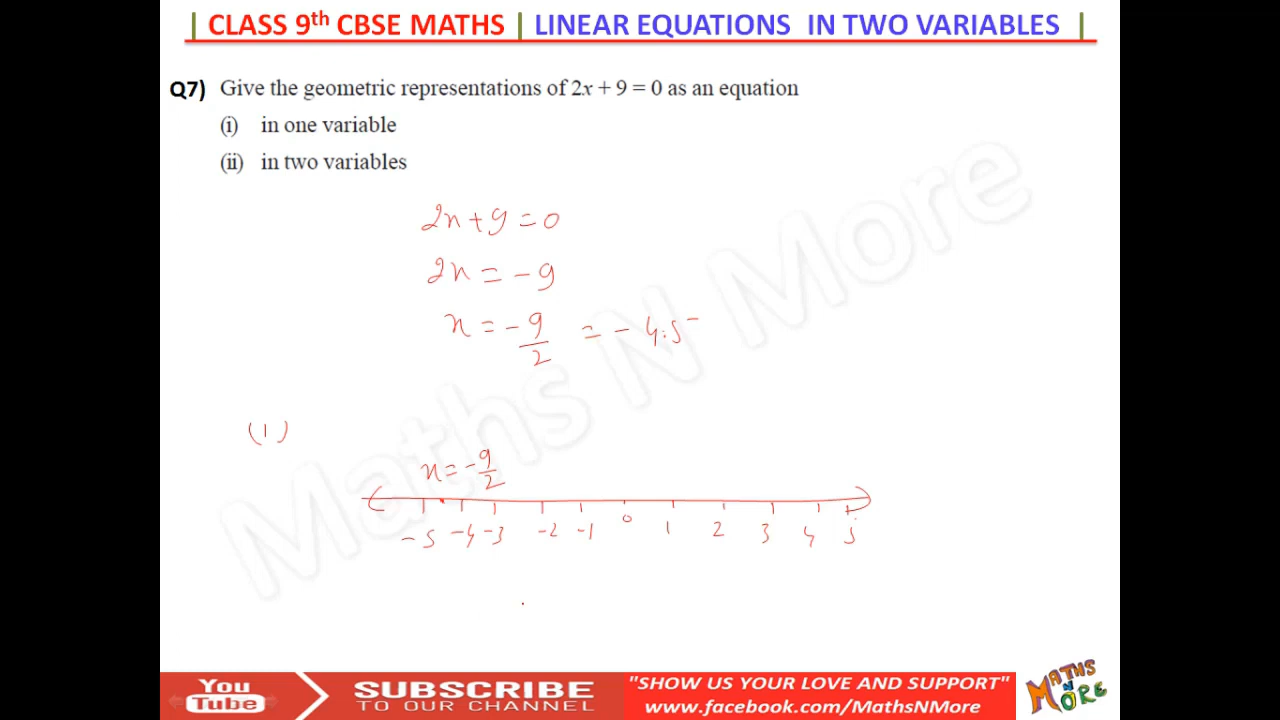 | CLASS 9th CBSE MATHS | LINEAR EQUATIONS IN TWO VARIABLES |
Q7) Give the geometric representations of 2x + 9 = 0 as an equation
(i) in one variable
(ii) in two variables
2x + 9 = 0
2x = - 9
x = - 9/2 = - 4.5
(1)
x = - 9/2
-5 -4 -3 -2 -1 0 1 2 3 4 5
Maths N More
You Tube
SUBSCRIBE
TO OUR CHANNEL
"SHOW US YOUR LOVE AND SUPPORT"
www.facebook.com/MathsNMore
MATHS
N
MORE